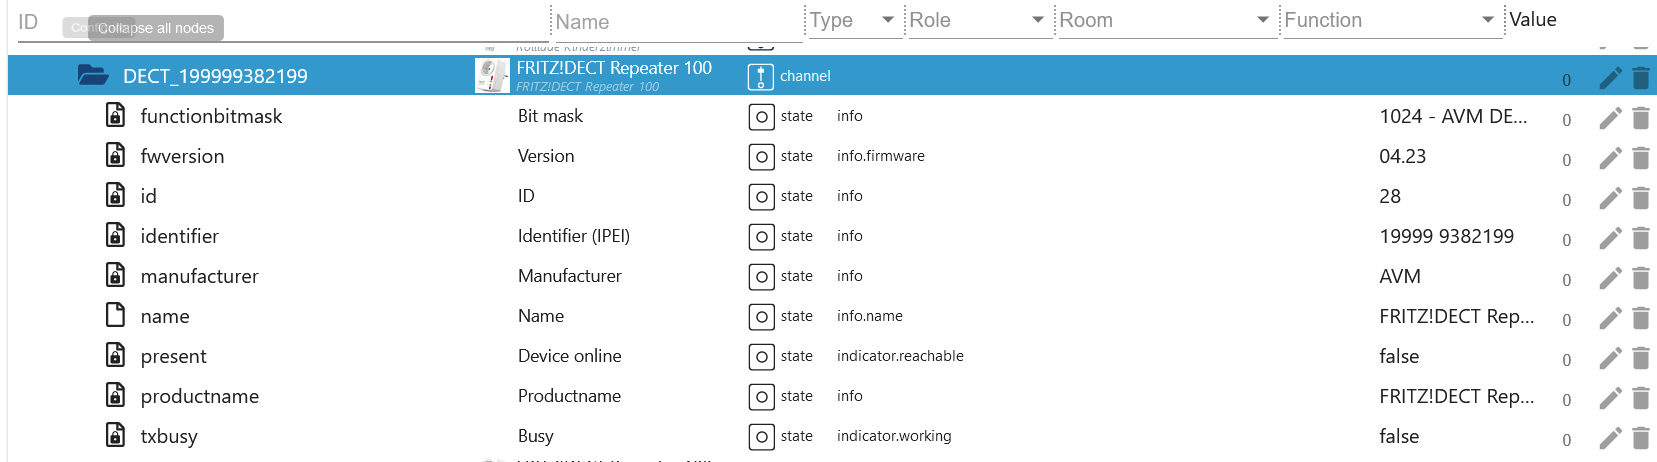 ID Name Type Role Room Function Value
Collapse all nodes
Rolllade Kinderzimmer
DECT_199999382199 FRITZ!DECT Repeater 100 channel 0
FRITZ!DECT Repeater 100
functionbitmask Bit mask state info 1024 - AVM DE... 0
fwversion Version state info.firmware 04.23 0
id ID state info 28 0
identifier Identifier (IPEI) state info 19999 9382199 0
manufacturer Manufacturer state info AVM 0
name Name state info.name FRITZ!DECT Rep... 0
present Device online state indicator.reachable false 0
productname Productname state info FRITZ!DECT Rep... 0
txbusy Busy state indicator.working false 0